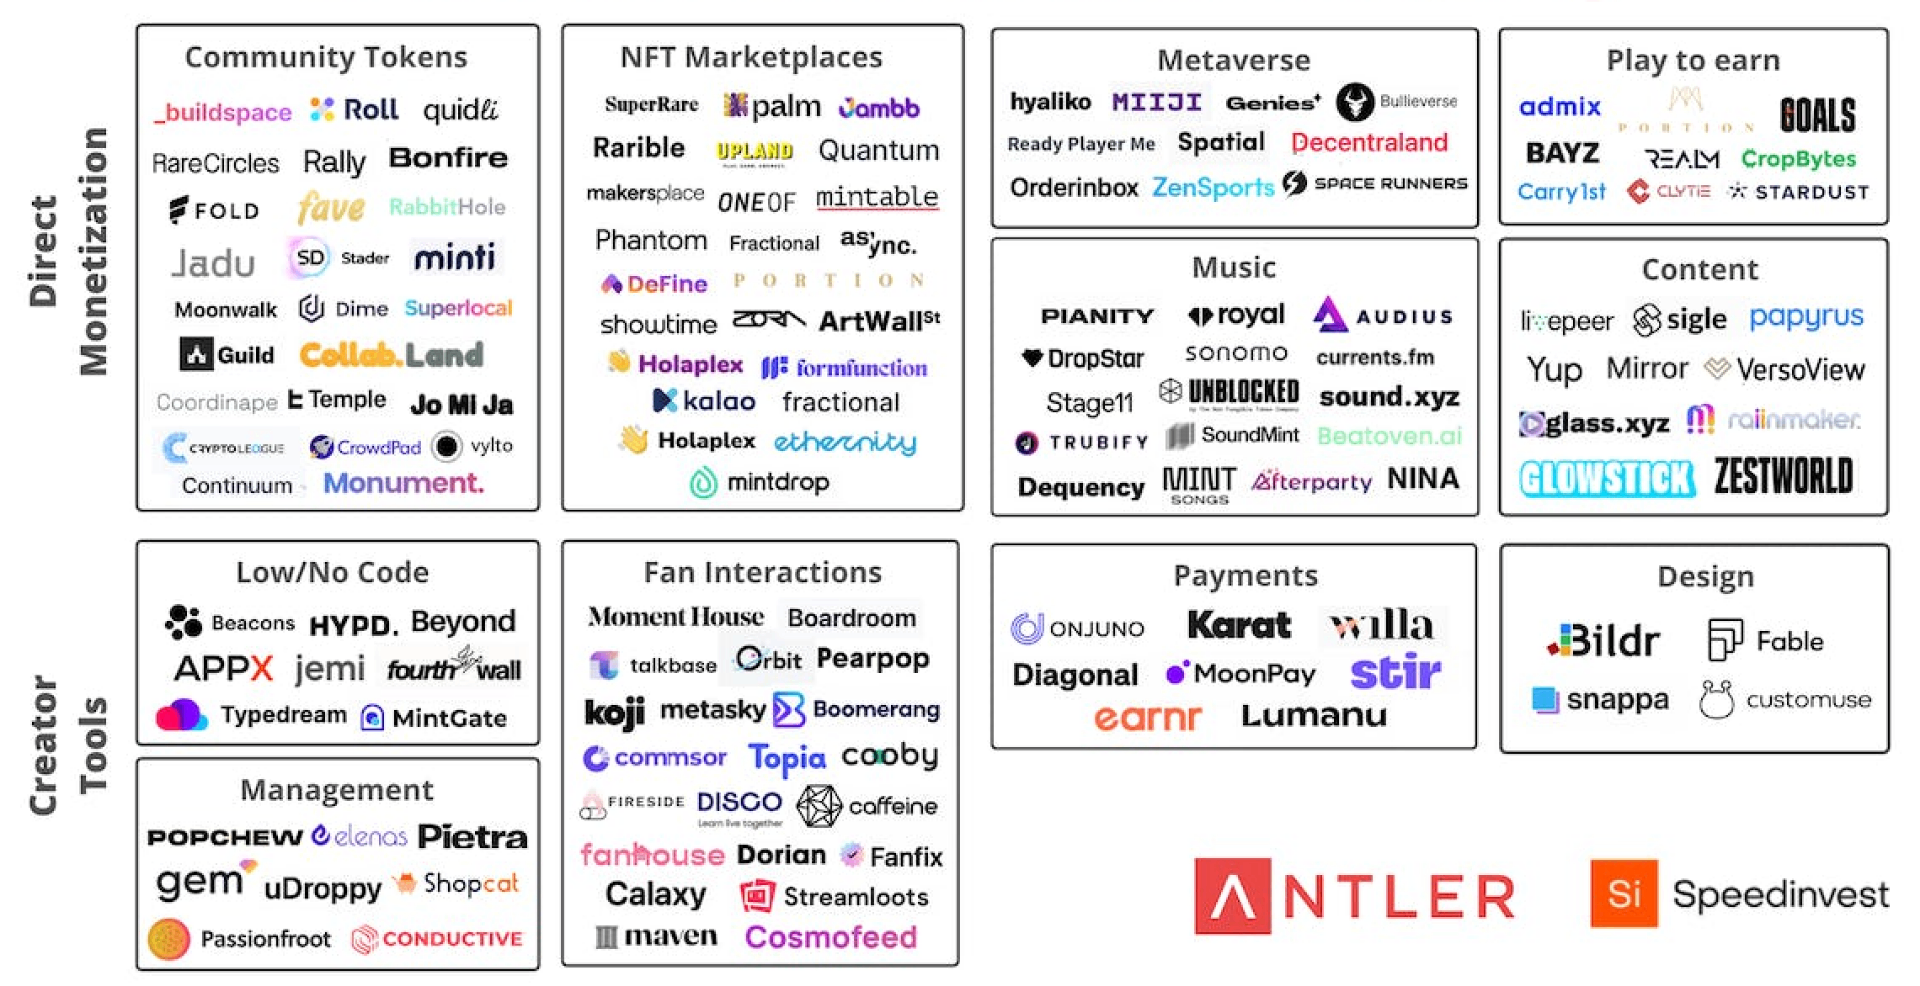 Direct
Monetization
Community Tokens
_buildspace Roll quidli
RareCircles Rally Bonfire
FOLD fave RabbitHole
Jadu SD Stader minti
Moonwalk Dime Superlocal
Guild Collab.Land
Coordinape Temple Jo Mi Ja
CRYPTOLEAGUE CrowdPad vylto
Continuum Monument.
NFT Marketplaces
SuperRare palm Jambb
Rarible UPLAND Quantum
makersplace ONEOF mintable
Phantom Fractional async.
DeFine PORTION
showtime ZORA ArtWallSt
Holaplex formfunction
kalao fractional
Holaplex ethernity
mintdrop
Metaverse
hyaliko MIIJI Genies+ Bullieverse
Ready Player Me Spatial Decentraland
Orderinbox ZenSports SPACE RUNNERS
Play to earn
admix PORTION GOALS
BAYZ REALM CropBytes
Carry1st CLYTIE STARDUST
Music
PIANITY royal AUDIUS
DropStar sonomo currents.fm
Stage11 UNBLOCKED sound.xyz
TRUBIFY SoundMint Beatoven.ai
Dequency MINT SONGS Afterparty NINA
Content
livepeer sigle papyrus
Yup Mirror VersoView
glass.xyz raiinmaker.
GLOWSTICK ZESTWORLD
Creator
Tools
Low/No Code
Beacons HYPD. Beyond
APPX jemi fourthwall
Typedream MintGate
Management
POPCHEW elenas Pietra
gem uDroppy Shopcat
Passionfroot CONDUCTIVE
Fan Interactions
Moment House Boardroom
talkbase Orbit Pearpop
koji metasky Boomerang
commsor Topia cooby
FIRESIDE DISCO caffeine
Learn live together
fanhouse Dorian Fanfix
Calaxy Streamloots
maven Cosmofeed
Payments
ONJUNO Karat willa
Diagonal MoonPay stir
earnr Lumanu
Design
Bildr Fable
snappa customuse
ANTLER Si Speedinvest